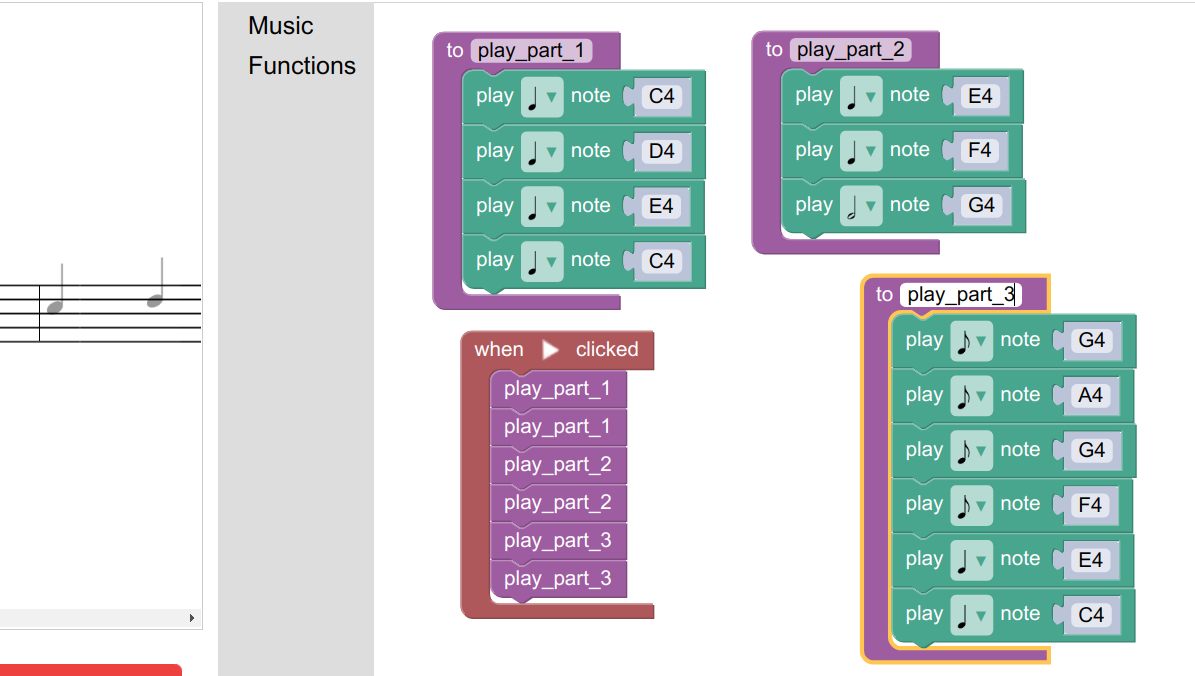 Music
Functions
to play_part_1
play note C4
play note D4
play note E4
play note C4
to play_part_2
play note E4
play note F4
play note G4
when clicked
play_part_1
play_part_1
play_part_2
play_part_2
play_part_3
play_part_3
to play_part_3
play note G4
play note A4
play note G4
play note F4
play note E4
play note C4